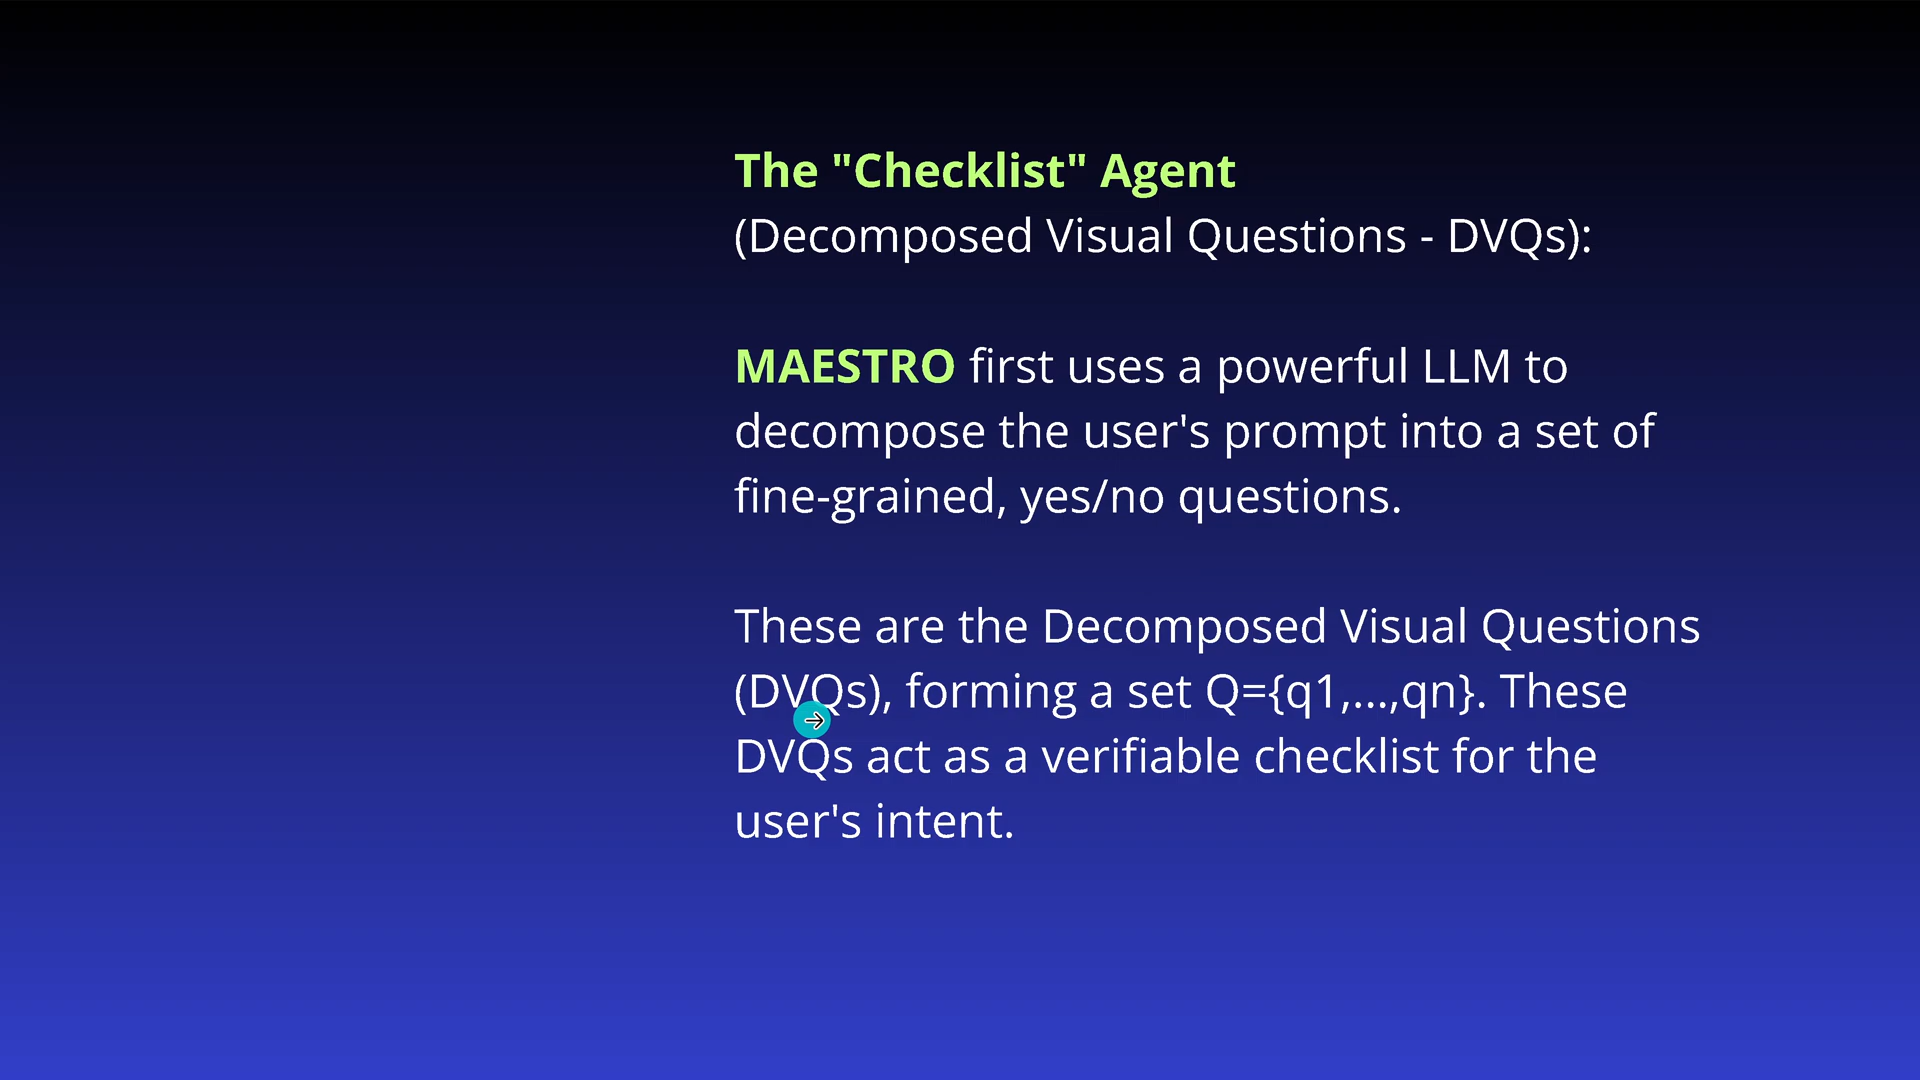 The "Checklist" Agent
(Decomposed Visual Questions - DVQs):
MAESTRO first uses a powerful LLM to
decompose the user's prompt into a set of
fine-grained, yes/no questions.
These are the Decomposed Visual Questions
(DVQs), forming a set Q={q1,...,qn}. These
DVQs act as a verifiable checklist for the
user's intent.